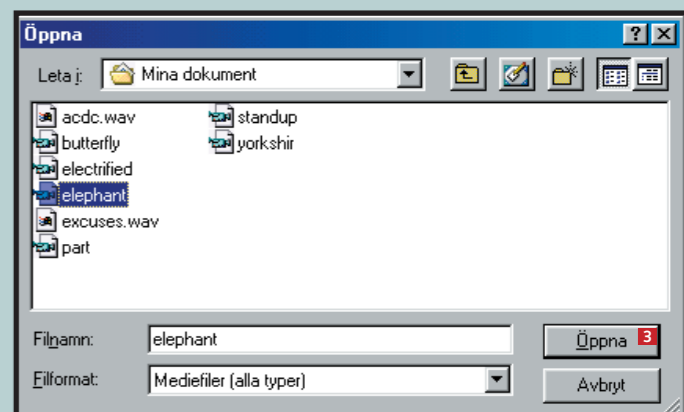 Öppna
Leta i: Mina dokument
acdc.wav
butterfly
electrified
elephant
excuses.wav
part
standup
yorkshir
Filnamn: elephant
Öppna 3
Filformat: Mediefiler (alla typer)
Avbryt